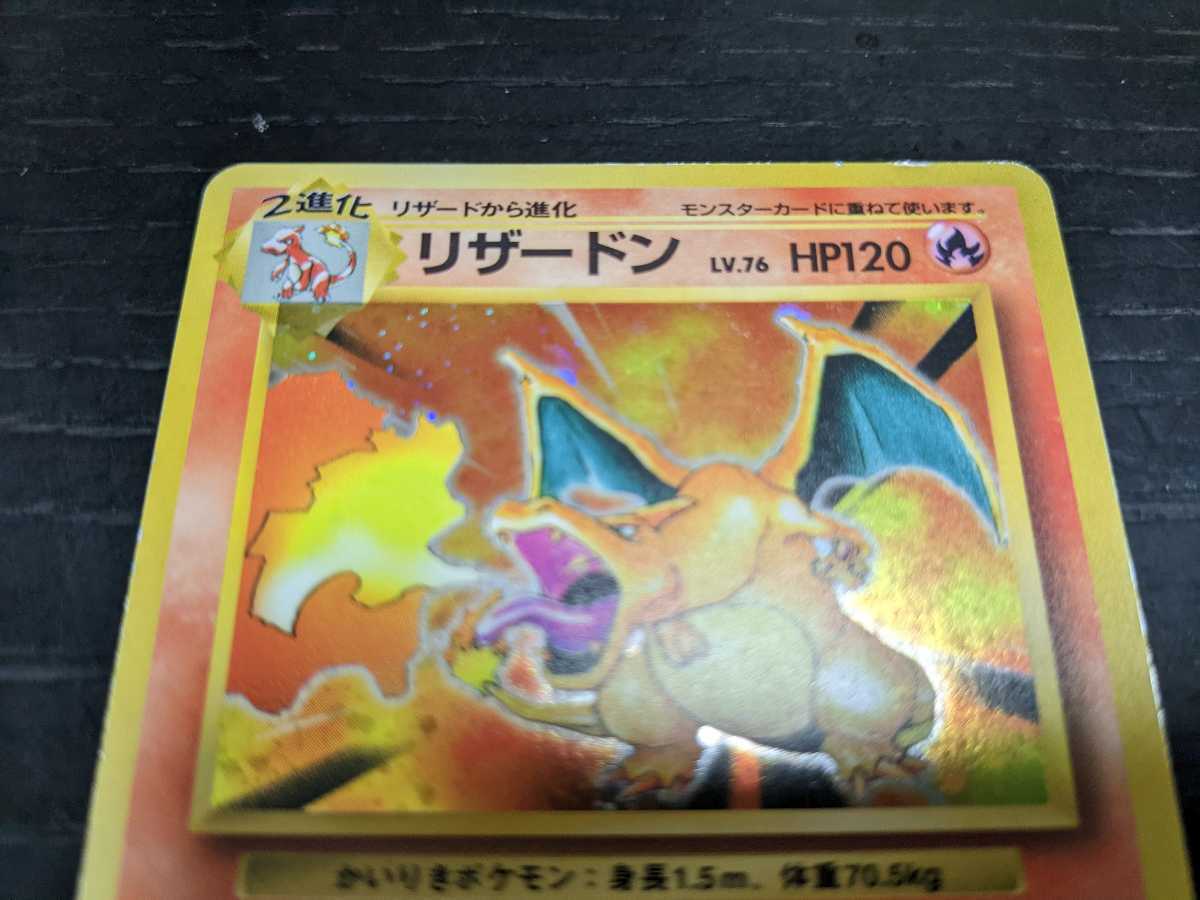 2進化 リザードから進化 モンスターカードに重ねて使います。
リザードン LV.76 HP120
かいりきポケモン：身長1.5m、体重70.5kg